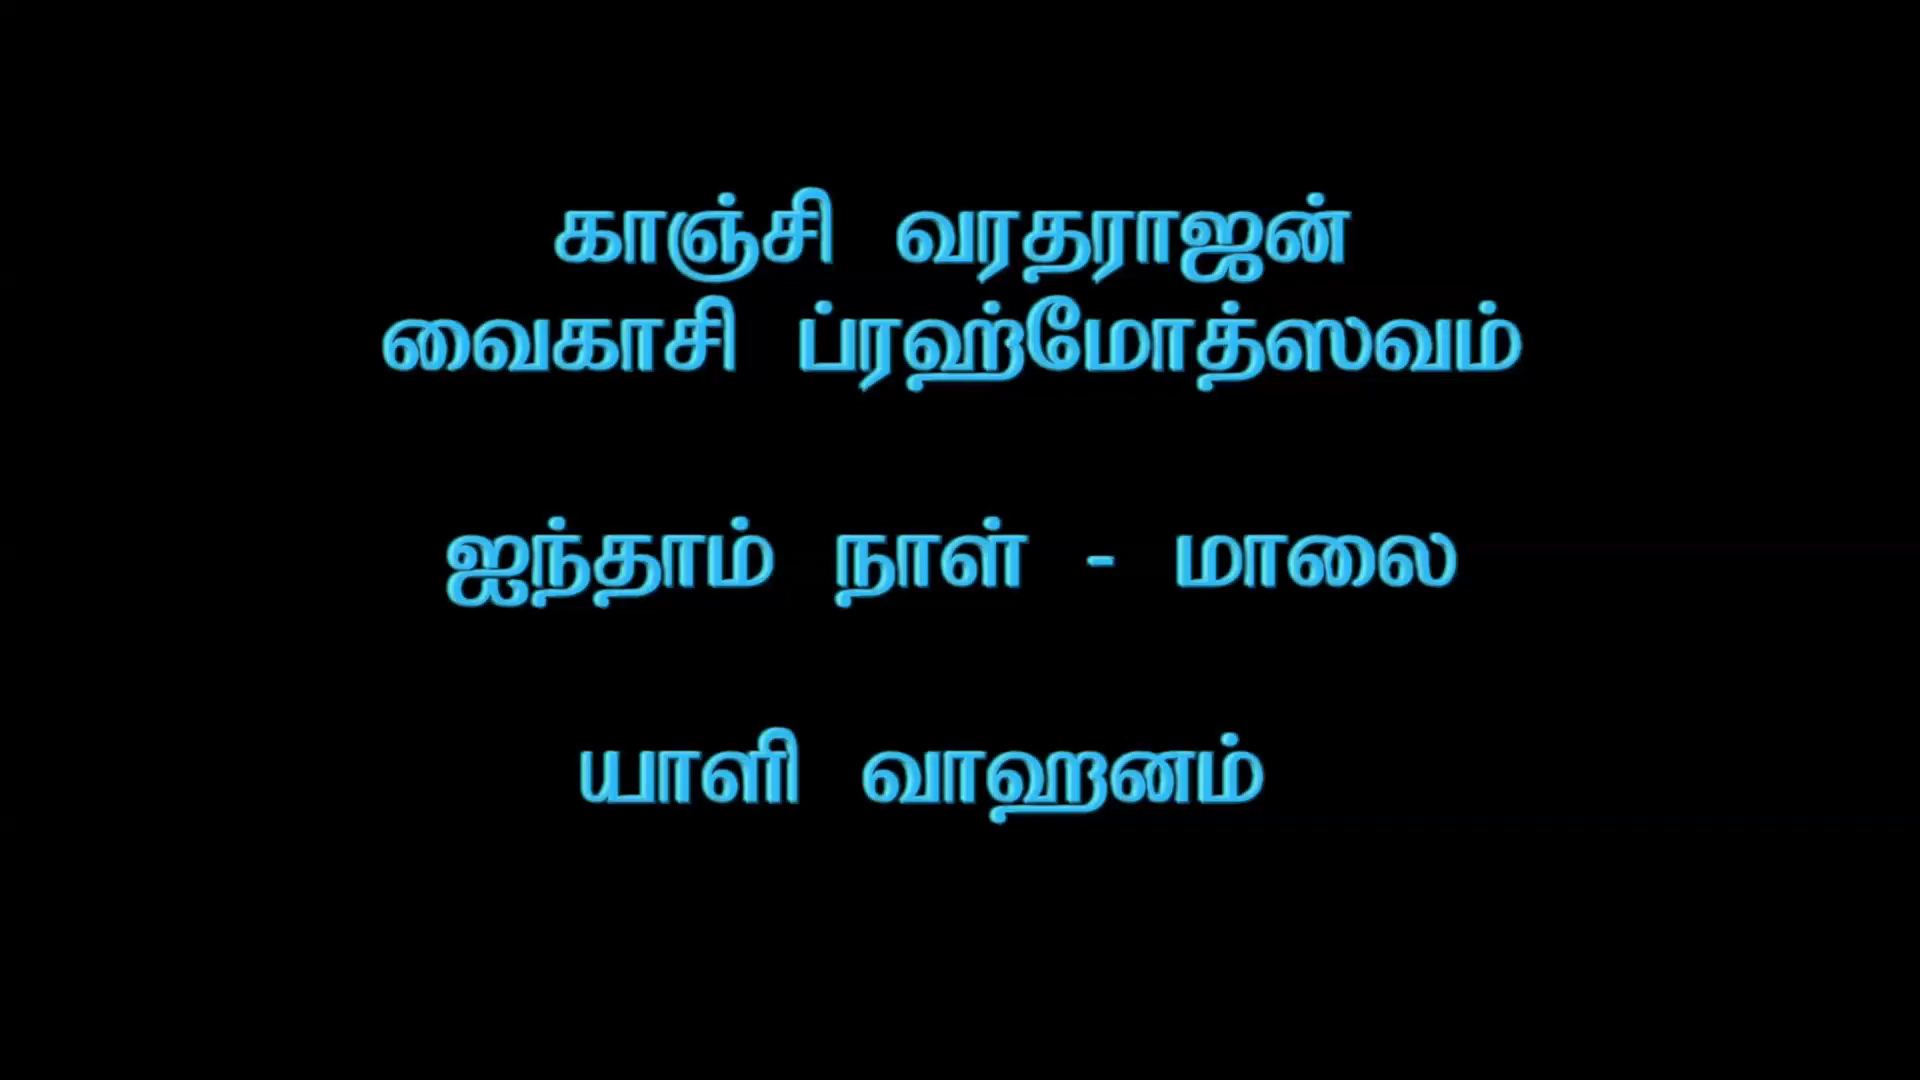 காஞ்சி வரதராஜன்
வைகாசி ப்ரஹ்மோத்ஸவம்
ஐந்தாம் நாள் - மாலை
யாளி வாஹனம்